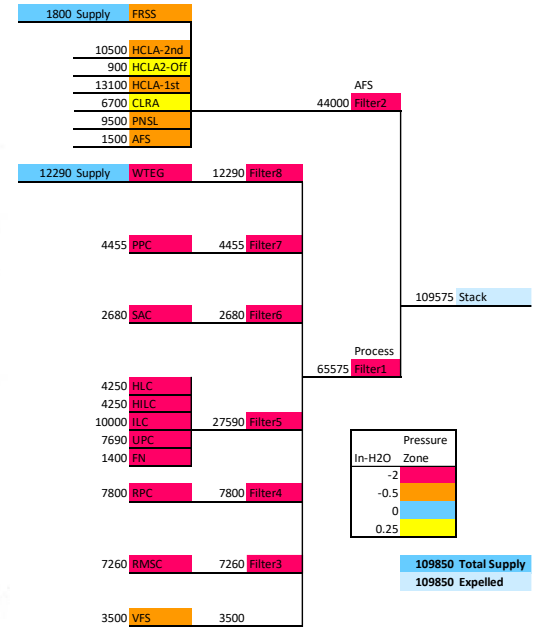 1800 Supply FRSS
10500 HCLA-2nd
900 HCLA2-Off
13100 HCLA-1st
AFS
6700 CLRA
44000 Filter2
9500 PNSL
1500 AFS
12290 Supply WTEG 12290 Filter8
4455 PPC 4455 Filter7
109575 Stack
2680 SAC 2680 Filter6
Process
65575 Filter1
4250 HLC
4250 HILC
10000 ILC 27590 Filter5
7690 UPC
1400 FN
Pressure
In-H2O Zone
-2
-0.5
0
0.25
7800 RPC 7800 Filter4
7260 RMSC 7260 Filter3
109850 Total Supply
109850 Expelled
3500 VFS 3500